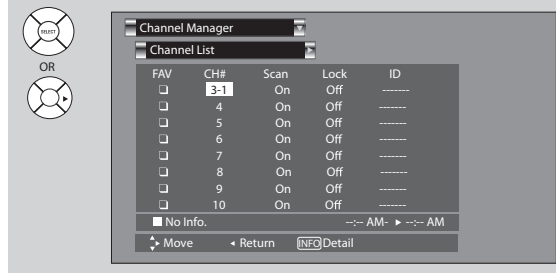 SELECT
OR
Channel Manager
Channel List
FAV CH# Scan Lock ID
3-1 On Off -------
4 On Off -------
5 On Off -------
6 On Off -------
7 On Off -------
8 On Off -------
9 On Off -------
10 On Off -------
No Info. --:-- AM- ► --:-- AM
Move ◂ Return INFO Detail